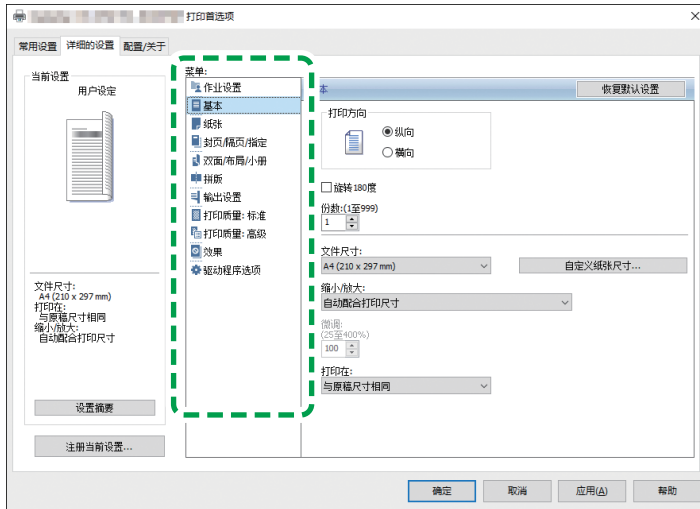 打印首选项
常用设置 详细的设置 配置/关于
当前设置
用户设定
文件尺寸:
A4 (210 x 297 mm)
打印在:
与原稿尺寸相同
缩小/放大:
自动配合打印尺寸
设置摘要
注册当前设置...
菜单:
作业设置
基本
纸张
封页/隔页/指定
双面/布局/小册
拼版
输出设置
打印质量: 标准
打印质量: 高级
效果
驱动程序选项
本
恢复默认设置
打印方向
纵向
横向
旋转180度
份数:(1至999)
1
文件尺寸:
A4 (210 x 297 mm)
自定义纸张尺寸...
缩小/放大:
自动配合打印尺寸
微调:
(25至400%)
100
打印在:
与原稿尺寸相同
确定 取消 应用(A) 帮助